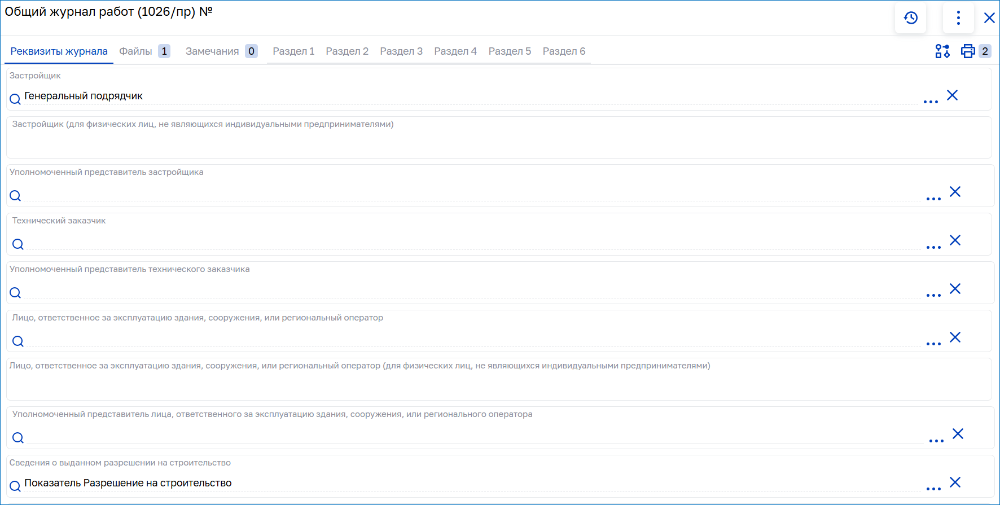 Общий журнал работ (1026/пр) №
Реквизиты журнала Файлы 1 Замечания 0 Раздел 1 Раздел 2 Раздел 3 Раздел 4 Раздел 5 Раздел 6 2
Застройщик
Генеральный подрядчик
Застройщик (для физических лиц, не являющихся индивидуальными предпринимателями)
Уполномоченный представитель застройщика
Технический заказчик
Уполномоченный представитель технического заказчика
Лицо, ответственное за эксплуатацию здания, сооружения, или региональный оператор
Лицо, ответственное за эксплуатацию здания, сооружения, или региональный оператор (для физических лиц, не являющихся индивидуальными предпринимателями)
Уполномоченный представитель лица, ответственного за эксплуатацию здания, сооружения, или регионального оператора
Сведения о выданном разрешении на строительство
Показатель Разрешение на строительство